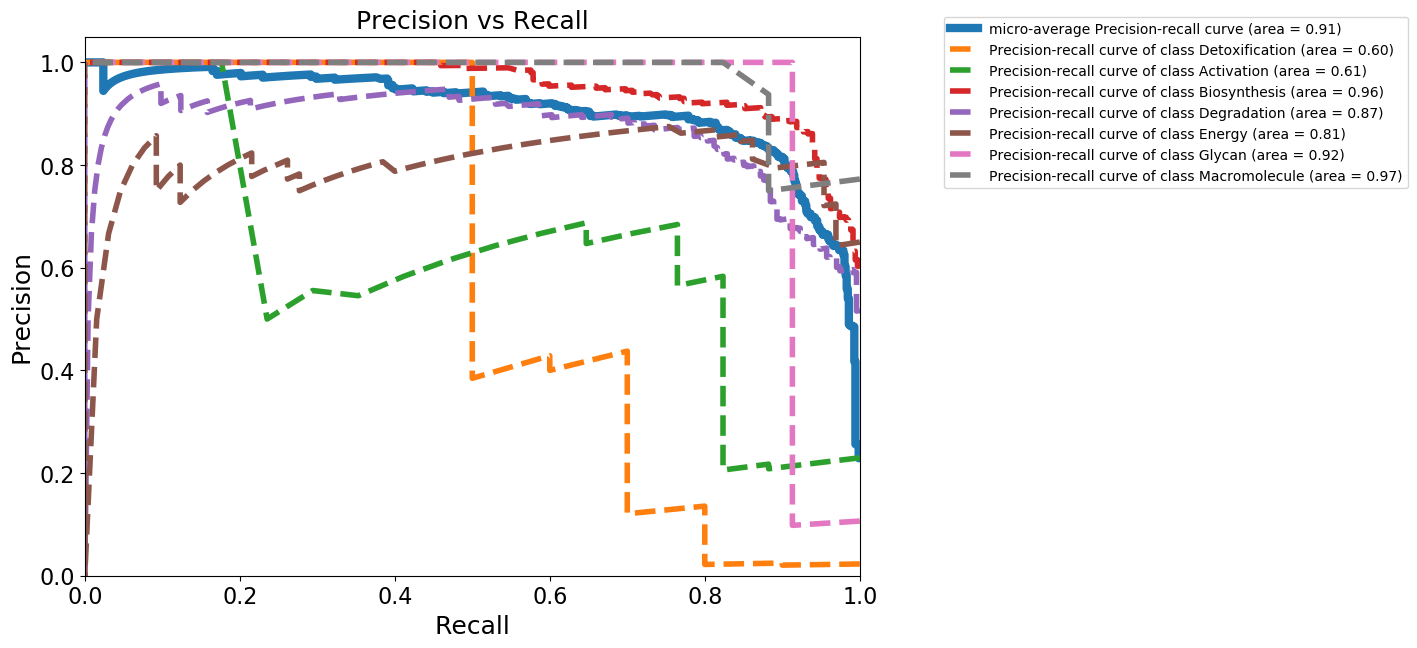 Precision vs Recall
micro-average Precision-recall curve (area = 0.91)
Precision-recall curve of class Detoxification (area = 0.60)
Precision-recall curve of class Activation (area = 0.61)
Precision-recall curve of class Biosynthesis (area = 0.96)
Precision-recall curve of class Degradation (area = 0.87)
Precision-recall curve of class Energy (area = 0.81)
Precision-recall curve of class Glycan (area = 0.92)
Precision-recall curve of class Macromolecule (area = 0.97)
Precision
1.0
0.8
0.6
0.4
0.2
0.0
0.0 0.2 0.4 0.6 0.8 1.0
Recall